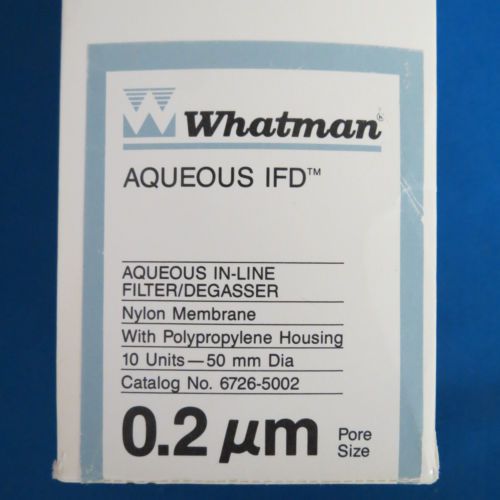 Whatman
AQUEOUS IFD™
AQUEOUS IN-LINE
FILTER/DEGASSER
Nylon Membrane
With Polypropylene Housing
10 Units—50 mm Dia
Catalog No. 6726-5002
0.2 µm Pore Size